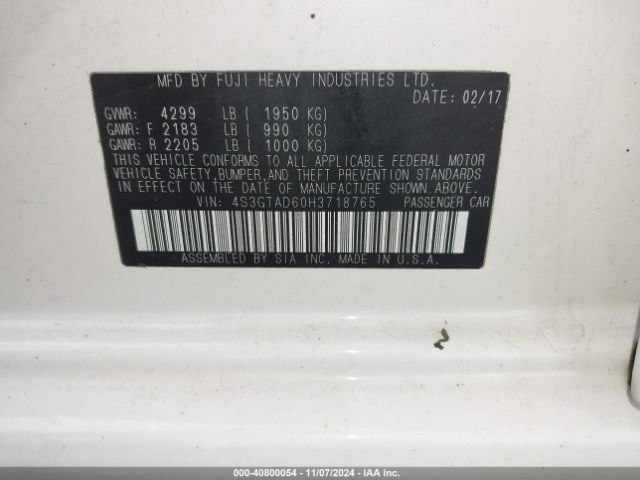 MFD BY FUJI HEAVY INDUSTRIES LTD.
DATE: 02/17
GVWR: 4299 LB ( 1950 KG)
GAWR: F 2183 LB ( 990 KG)
GAWR: R 2205 LB ( 1000 KG)
THIS VEHICLE CONFORMS TO ALL APPLICABLE FEDERAL MOTOR
VEHICLE SAFETY, BUMPER, AND THEFT PREVENTION STANDARDS
IN EFFECT ON THE DATE OF MANUFACTURE SHOWN ABOVE.
VIN: 4S3GTAD60H3718765 PASSENGER CAR
ASSEMBLED BY SIA INC. MADE IN U.S.A.
000-40800054 - 11/07/2024 - IAAI.COM